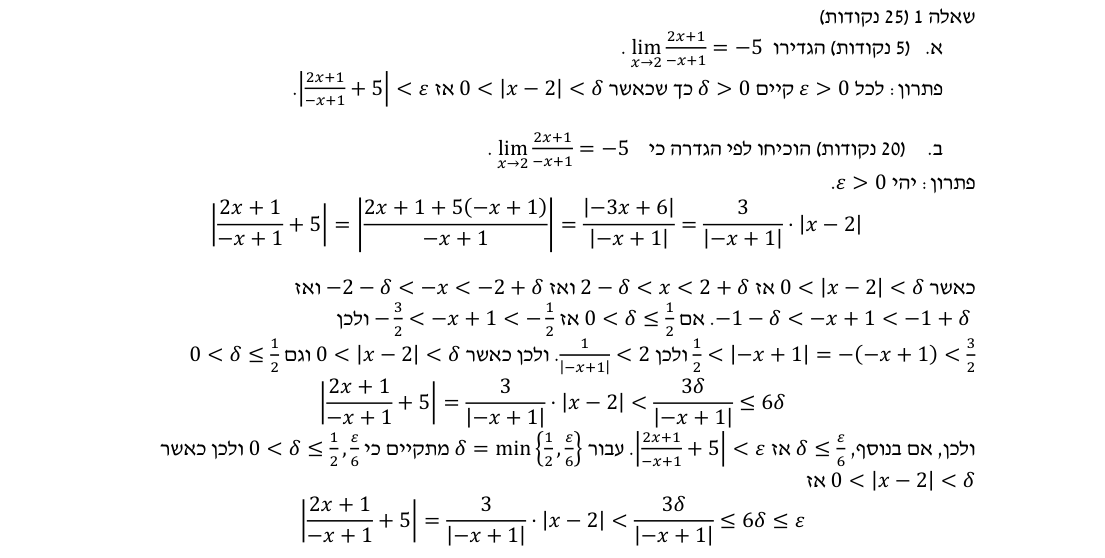 שאלה 1 (25 נקודות)
א. (5 נקודות) הגדירו $\lim_{x \to 2} \frac{2x+1}{-x+1} = -5$ .
פתרון: לכל $\varepsilon > 0$ קיים $\delta > 0$ כך שכאשר $0 < |x-2| < \delta$ אז $\left|\frac{2x+1}{-x+1} + 5\right| < \varepsilon$.
ב. (20 נקודות) הוכיחו לפי הגדרה כי $\lim_{x \to 2} \frac{2x+1}{-x+1} = -5$ .
פתרון: יהי $\varepsilon > 0$.
$\left|\frac{2x+1}{-x+1} + 5\right| = \left|\frac{2x+1+5(-x+1)}{-x+1}\right| = \frac{|-3x+6|}{|-x+1|} = \frac{3}{|-x+1|} \cdot |x-2|$
כאשר $0 < |x-2| < \delta$ אז $2-\delta < x < 2+\delta$ ואז $-2-\delta < -x < -2+\delta$ ואז
$-1-\delta < -x+1 < -1+\delta$. אם $0 < \delta \leq \frac{1}{2}$ אז $-\frac{3}{2} < -x+1 < -\frac{1}{2}$ ולכן
$\frac{1}{2} < |-x+1| = -(-x+1) < \frac{3}{2}$ ולכן $\frac{1}{|-x+1|} < 2$. ולכן כאשר $0 < |x-2| < \delta$ וגם $0 < \delta \leq \frac{1}{2}$
$\left|\frac{2x+1}{-x+1} + 5\right| = \frac{3}{|-x+1|} \cdot |x-2| < \frac{3\delta}{|-x+1|} \leq 6\delta$
ולכן, אם בנוסף, $\delta \leq \frac{\varepsilon}{6}$ אז $\left|\frac{2x+1}{-x+1} + 5\right| < \varepsilon$. עבור $\delta = \min\left\{\frac{1}{2}, \frac{\varepsilon}{6}\right\}$ מתקיים כי $0 < \delta \leq \frac{1}{2}, \frac{\varepsilon}{6}$ ולכן כאשר
$0 < |x-2| < \delta$ אז
$\left|\frac{2x+1}{-x+1} + 5\right| = \frac{3}{|-x+1|} \cdot |x-2| < \frac{3\delta}{|-x+1|} \leq 6\delta \leq \varepsilon$